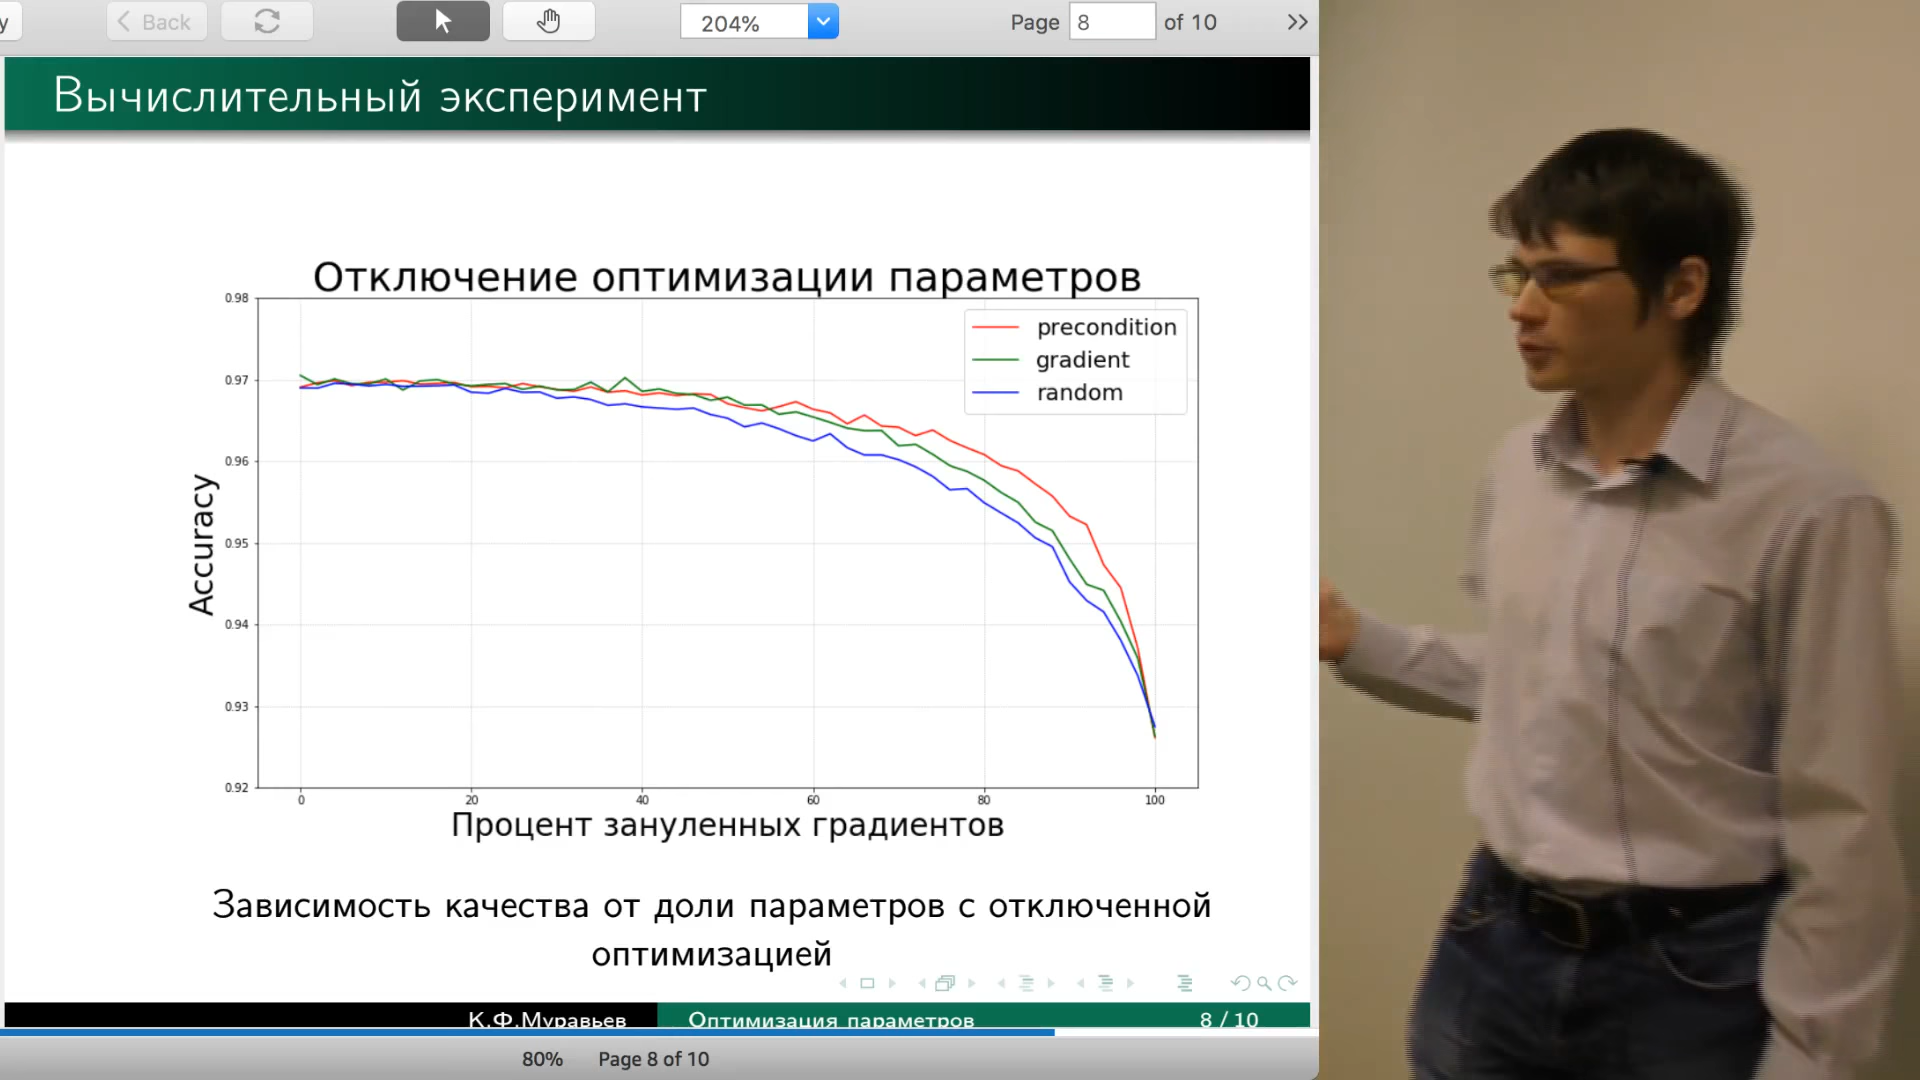 y
Back
204%
Page 8 of 10
Вычислительный эксперимент
Отключение оптимизации параметров
0.98
0.97
0.96
0.95
0.94
0.93
0.92
Accuracy
precondition
gradient
random
0 20 40 60 80 100
Процент зануленных градиентов
Зависимость качества от доли параметров с отключенной
оптимизацией
К.Ф.Муравьев Оптимизация параметров 8 / 10
80% Page 8 of 10